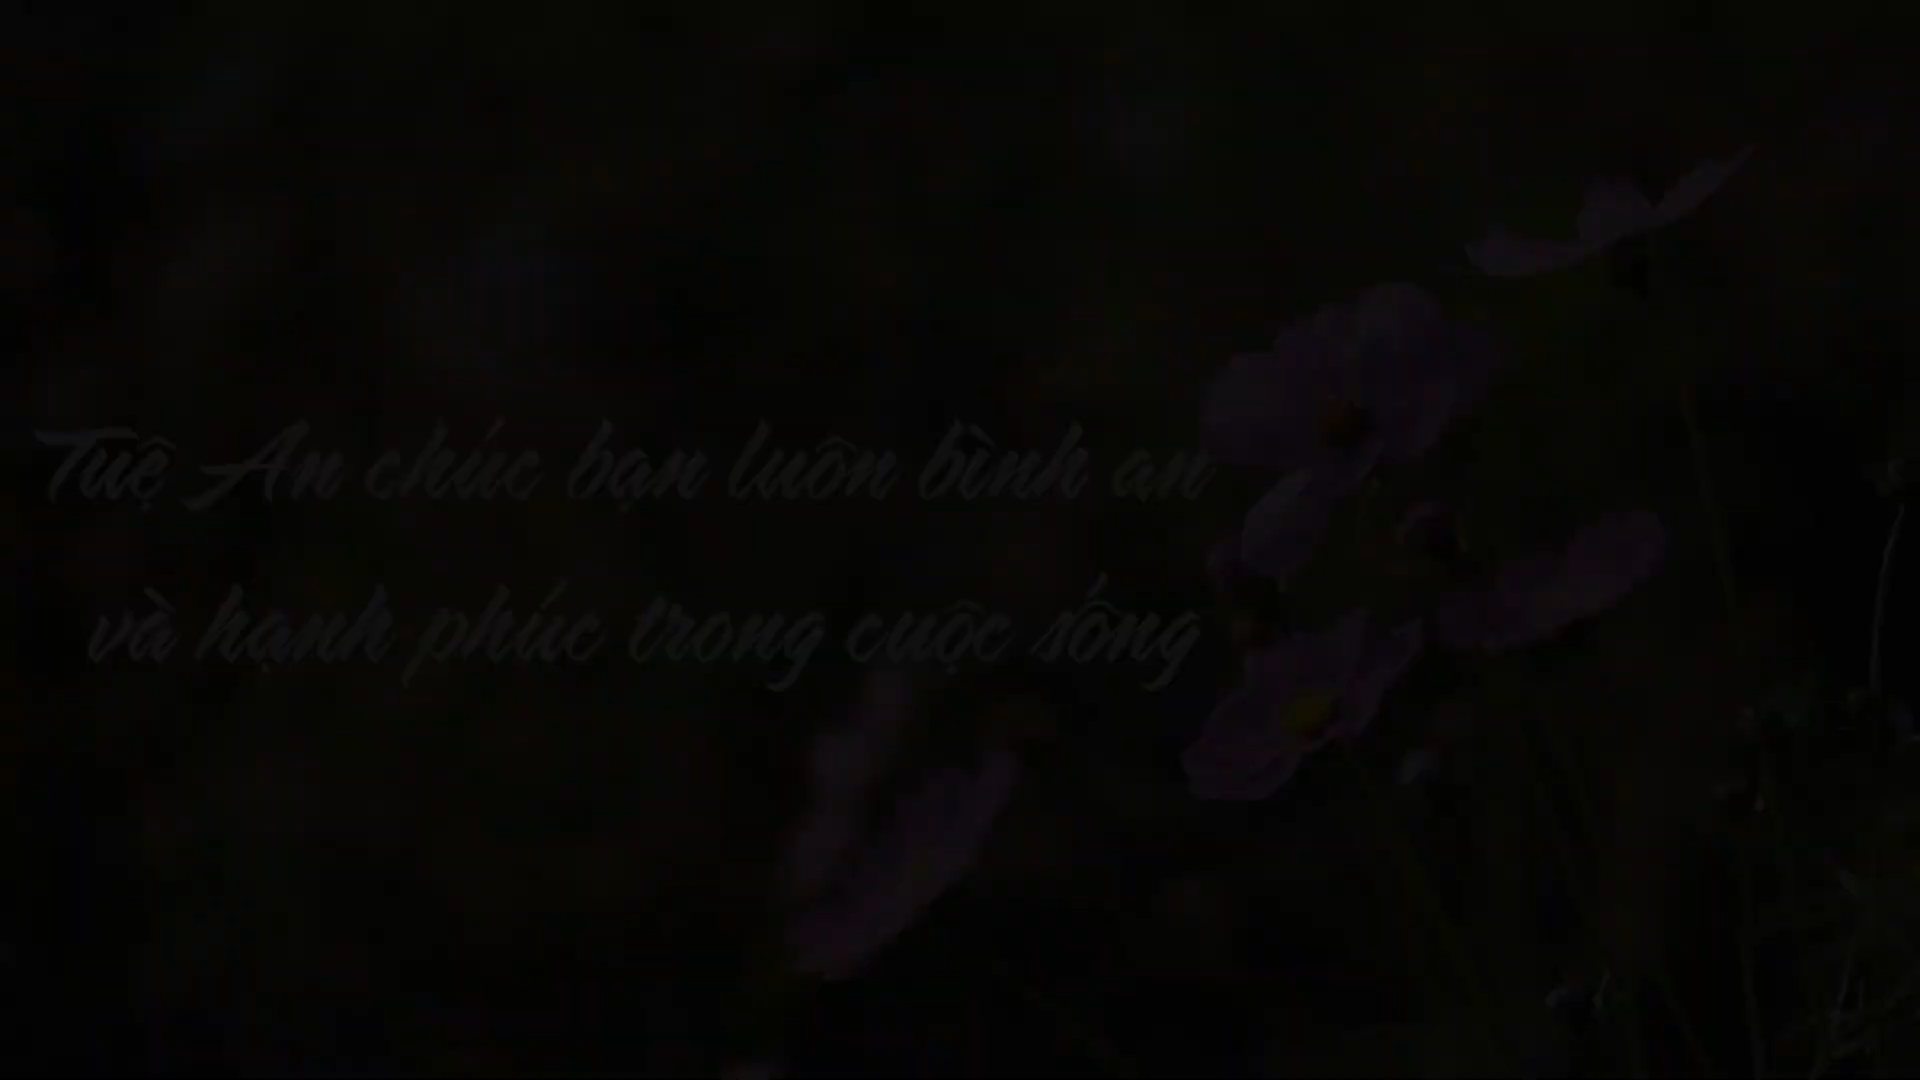 Tuệ An chúc bạn luôn bình an
và hạnh phúc trong cuộc sống